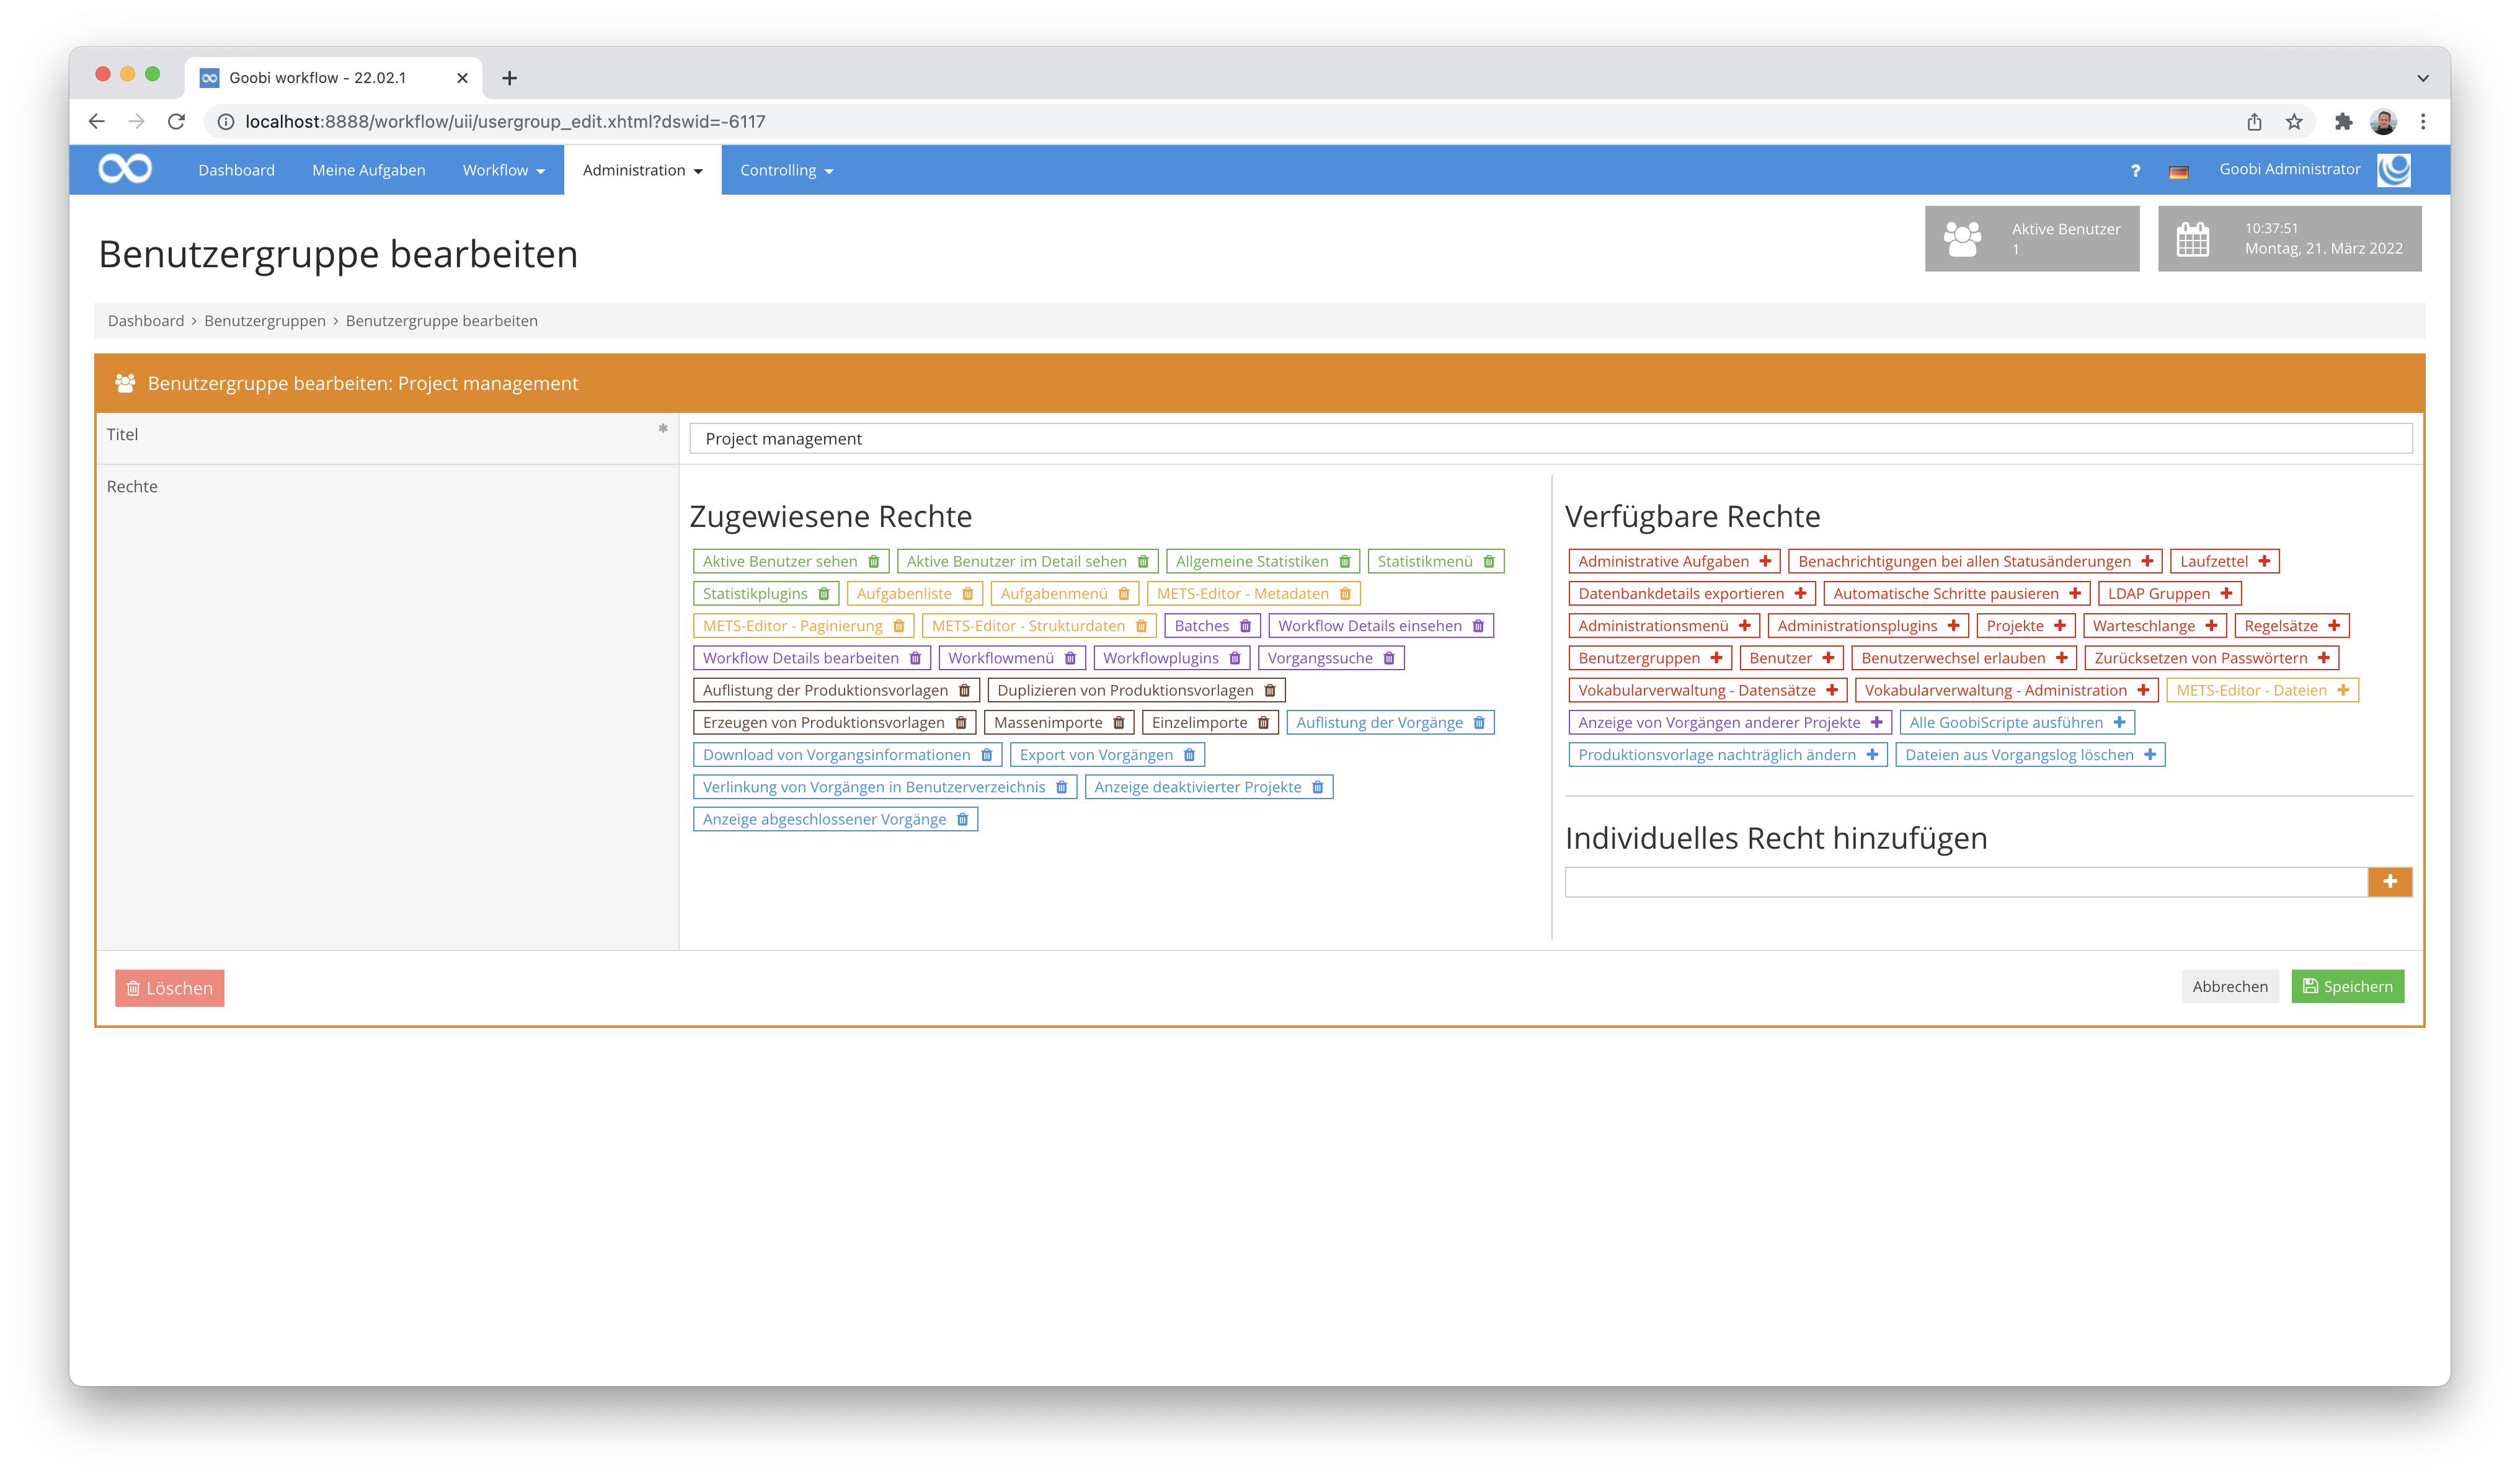 Goobi workflow - 22.02.1
localhost:8888/workflow/uii/usergroup_edit.xhtml?dswid=-6117
Dashboard Meine Aufgaben Workflow Administration Controlling ? Goobi Administrator
Benutzergruppe bearbeiten
Aktive Benutzer
1
10:37:51
Montag, 21. März 2022
Dashboard > Benutzergruppen > Benutzergruppe bearbeiten
Benutzergruppe bearbeiten: Project management
Titel *
Project management
Rechte
Zugewiesene Rechte
Aktive Benutzer sehen Aktive Benutzer im Detail sehen Allgemeine Statistiken Statistikmenü
Statistikplugins Aufgabenliste Aufgabenmenü METS-Editor - Metadaten
METS-Editor - Paginierung METS-Editor - Strukturdaten Batches Workflow Details einsehen
Workflow Details bearbeiten Workflowmenü Workflowplugins Vorgangssuche
Auflistung der Produktionsvorlagen Duplizieren von Produktionsvorlagen
Erzeugen von Produktionsvorlagen Massenimporte Einzelimporte Auflistung der Vorgänge
Download von Vorgangsinformationen Export von Vorgängen
Verlinkung von Vorgängen in Benutzerverzeichnis Anzeige deaktivierter Projekte
Anzeige abgeschlossener Vorgänge
Verfügbare Rechte
Administrative Aufgaben Benachrichtigungen bei allen Statusänderungen Laufzettel
Datenbankdetails exportieren Automatische Schritte pausieren LDAP Gruppen
Administrationsmenü Administrationsplugins Projekte Warteschlange Regelsätze
Benutzergruppen Benutzer Benutzerwechsel erlauben Zurücksetzen von Passwörtern
Vokabularverwaltung - Datensätze Vokabularverwaltung - Administration METS-Editor - Dateien
Anzeige von Vorgängen anderer Projekte Alle GoobiScripte ausführen
Produktionsvorlage nachträglich ändern Dateien aus Vorgangslog löschen
Individuelles Recht hinzufügen
Löschen
Abbrechen Speichern